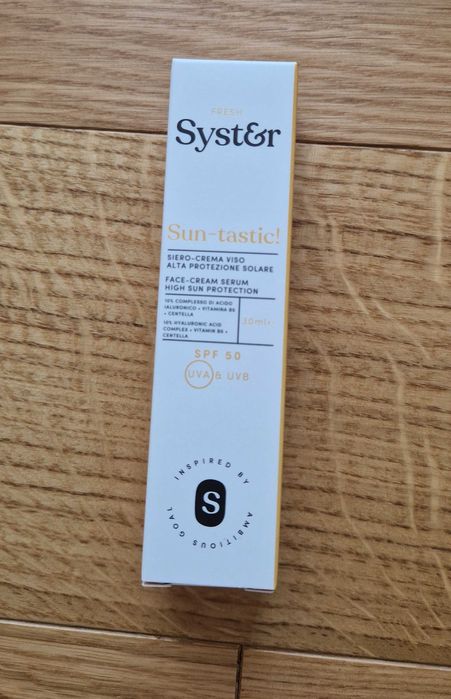 FRESH
Syst&r
Sun-tastic!
SIERO-CREMA VISO
ALTA PROTEZIONE SOLARE
FACE-CREAM SERUM
HIGH SUN PROTECTION
10% COMPLESSO DI ACIDO
IALURONICO + VITAMINA B5
+ CENTELLA
10% HYALURONIC ACID
COMPLEX + VITAMIN B5 +
CENTELLA
30ml℮
SPF 50
UVA & UVB
INSPIRED BY
AMBITIOUS GOAL
S